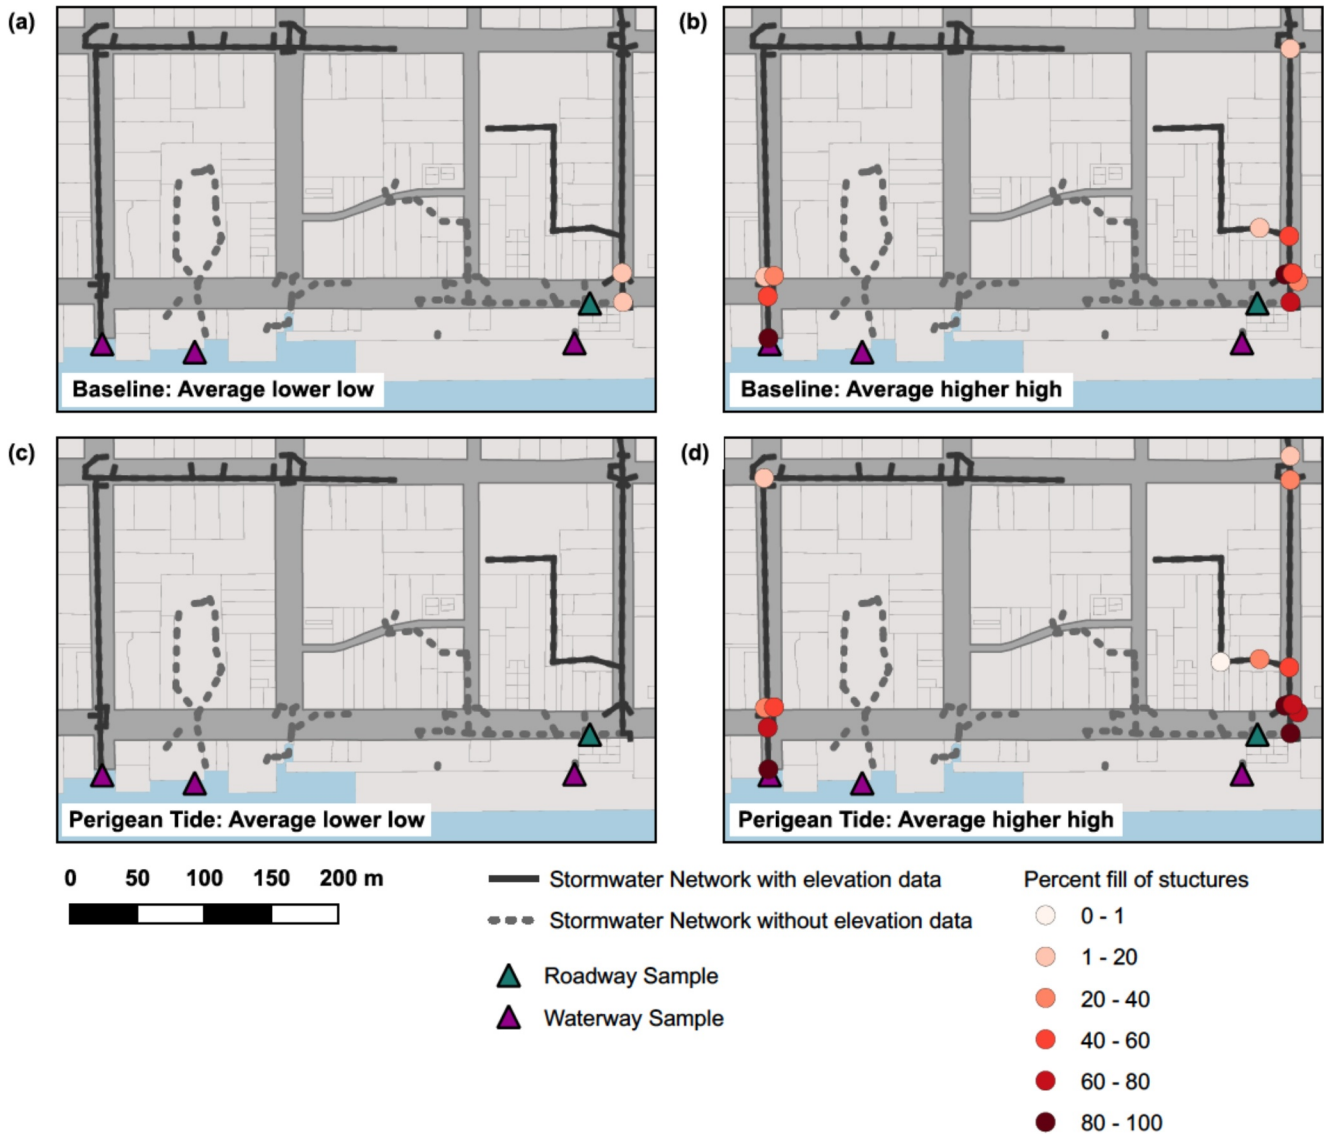 (a)
(b)
Baseline: Average lower low
Baseline: Average higher high
(c)
(d)
Perigean Tide: Average lower low
Perigean Tide: Average higher high
0 50 100 150 200 m
Stormwater Network with elevation data
Stormwater Network without elevation data
Roadway Sample
Waterway Sample
Percent fill of stuctures
0 - 1
1 - 20
20 - 40
40 - 60
60 - 80
80 - 100